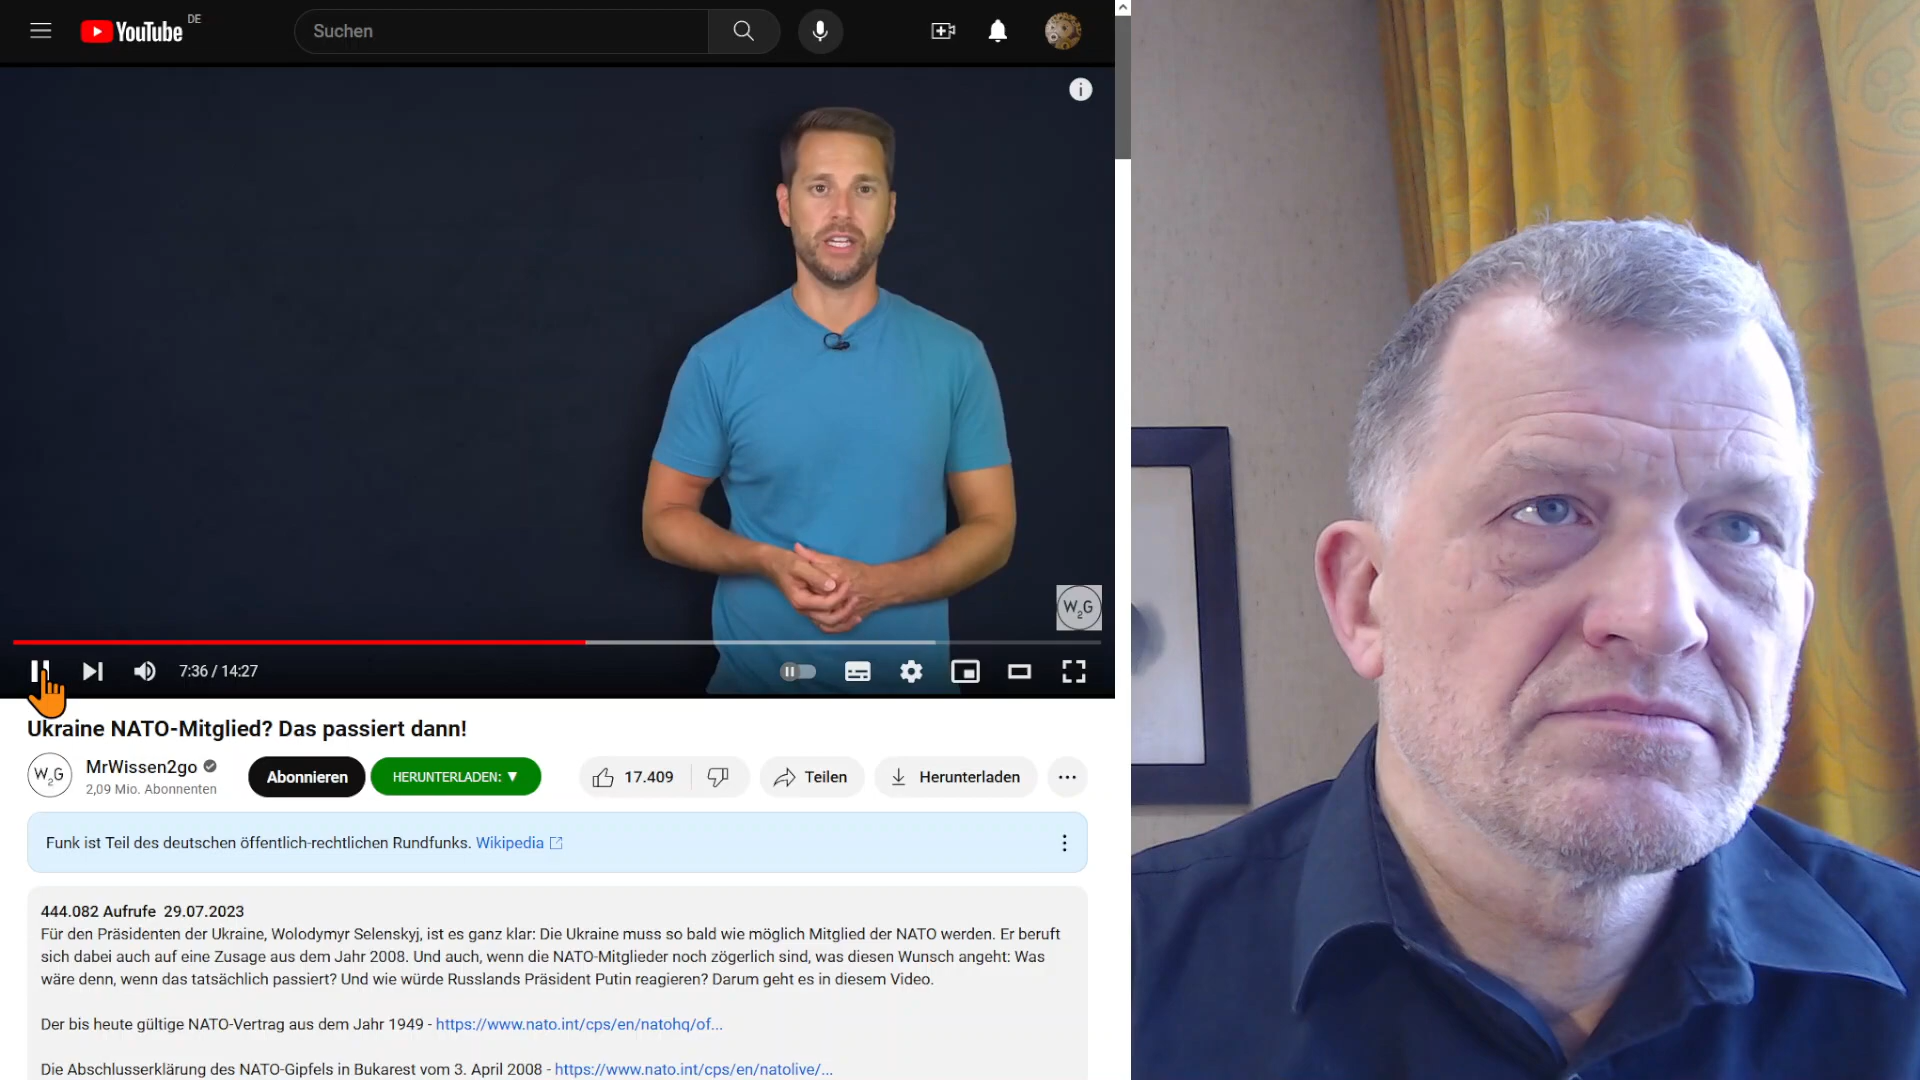 YouTube DE
Suchen
W2G
7:36 / 14:27
Ukraine NATO-Mitglied? Das passiert dann!
W2G
MrWissen2go
2,09 Mio. Abonnenten
Abonnieren
HERUNTERLADEN: ▼
17.409
Teilen
Herunterladen
Funk ist Teil des deutschen öffentlich-rechtlichen Rundfunks. Wikipedia
444.082 Aufrufe 29.07.2023
Für den Präsidenten der Ukraine, Wolodymyr Selenskyj, ist es ganz klar: Die Ukraine muss so bald wie möglich Mitglied der NATO werden. Er beruft
sich dabei auch auf eine Zusage aus dem Jahr 2008. Und auch, wenn die NATO-Mitglieder noch zögerlich sind, was diesen Wunsch angeht: Was
wäre denn, wenn das tatsächlich passiert? Und wie würde Russlands Präsident Putin reagieren? Darum geht es in diesem Video.
Der bis heute gültige NATO-Vertrag aus dem Jahr 1949 - https://www.nato.int/cps/en/natohq/of...
Die Abschlusserklärung des NATO-Gipfels in Bukarest vom 3. April 2008 - https://www.nato.int/cps/en/natolive/...